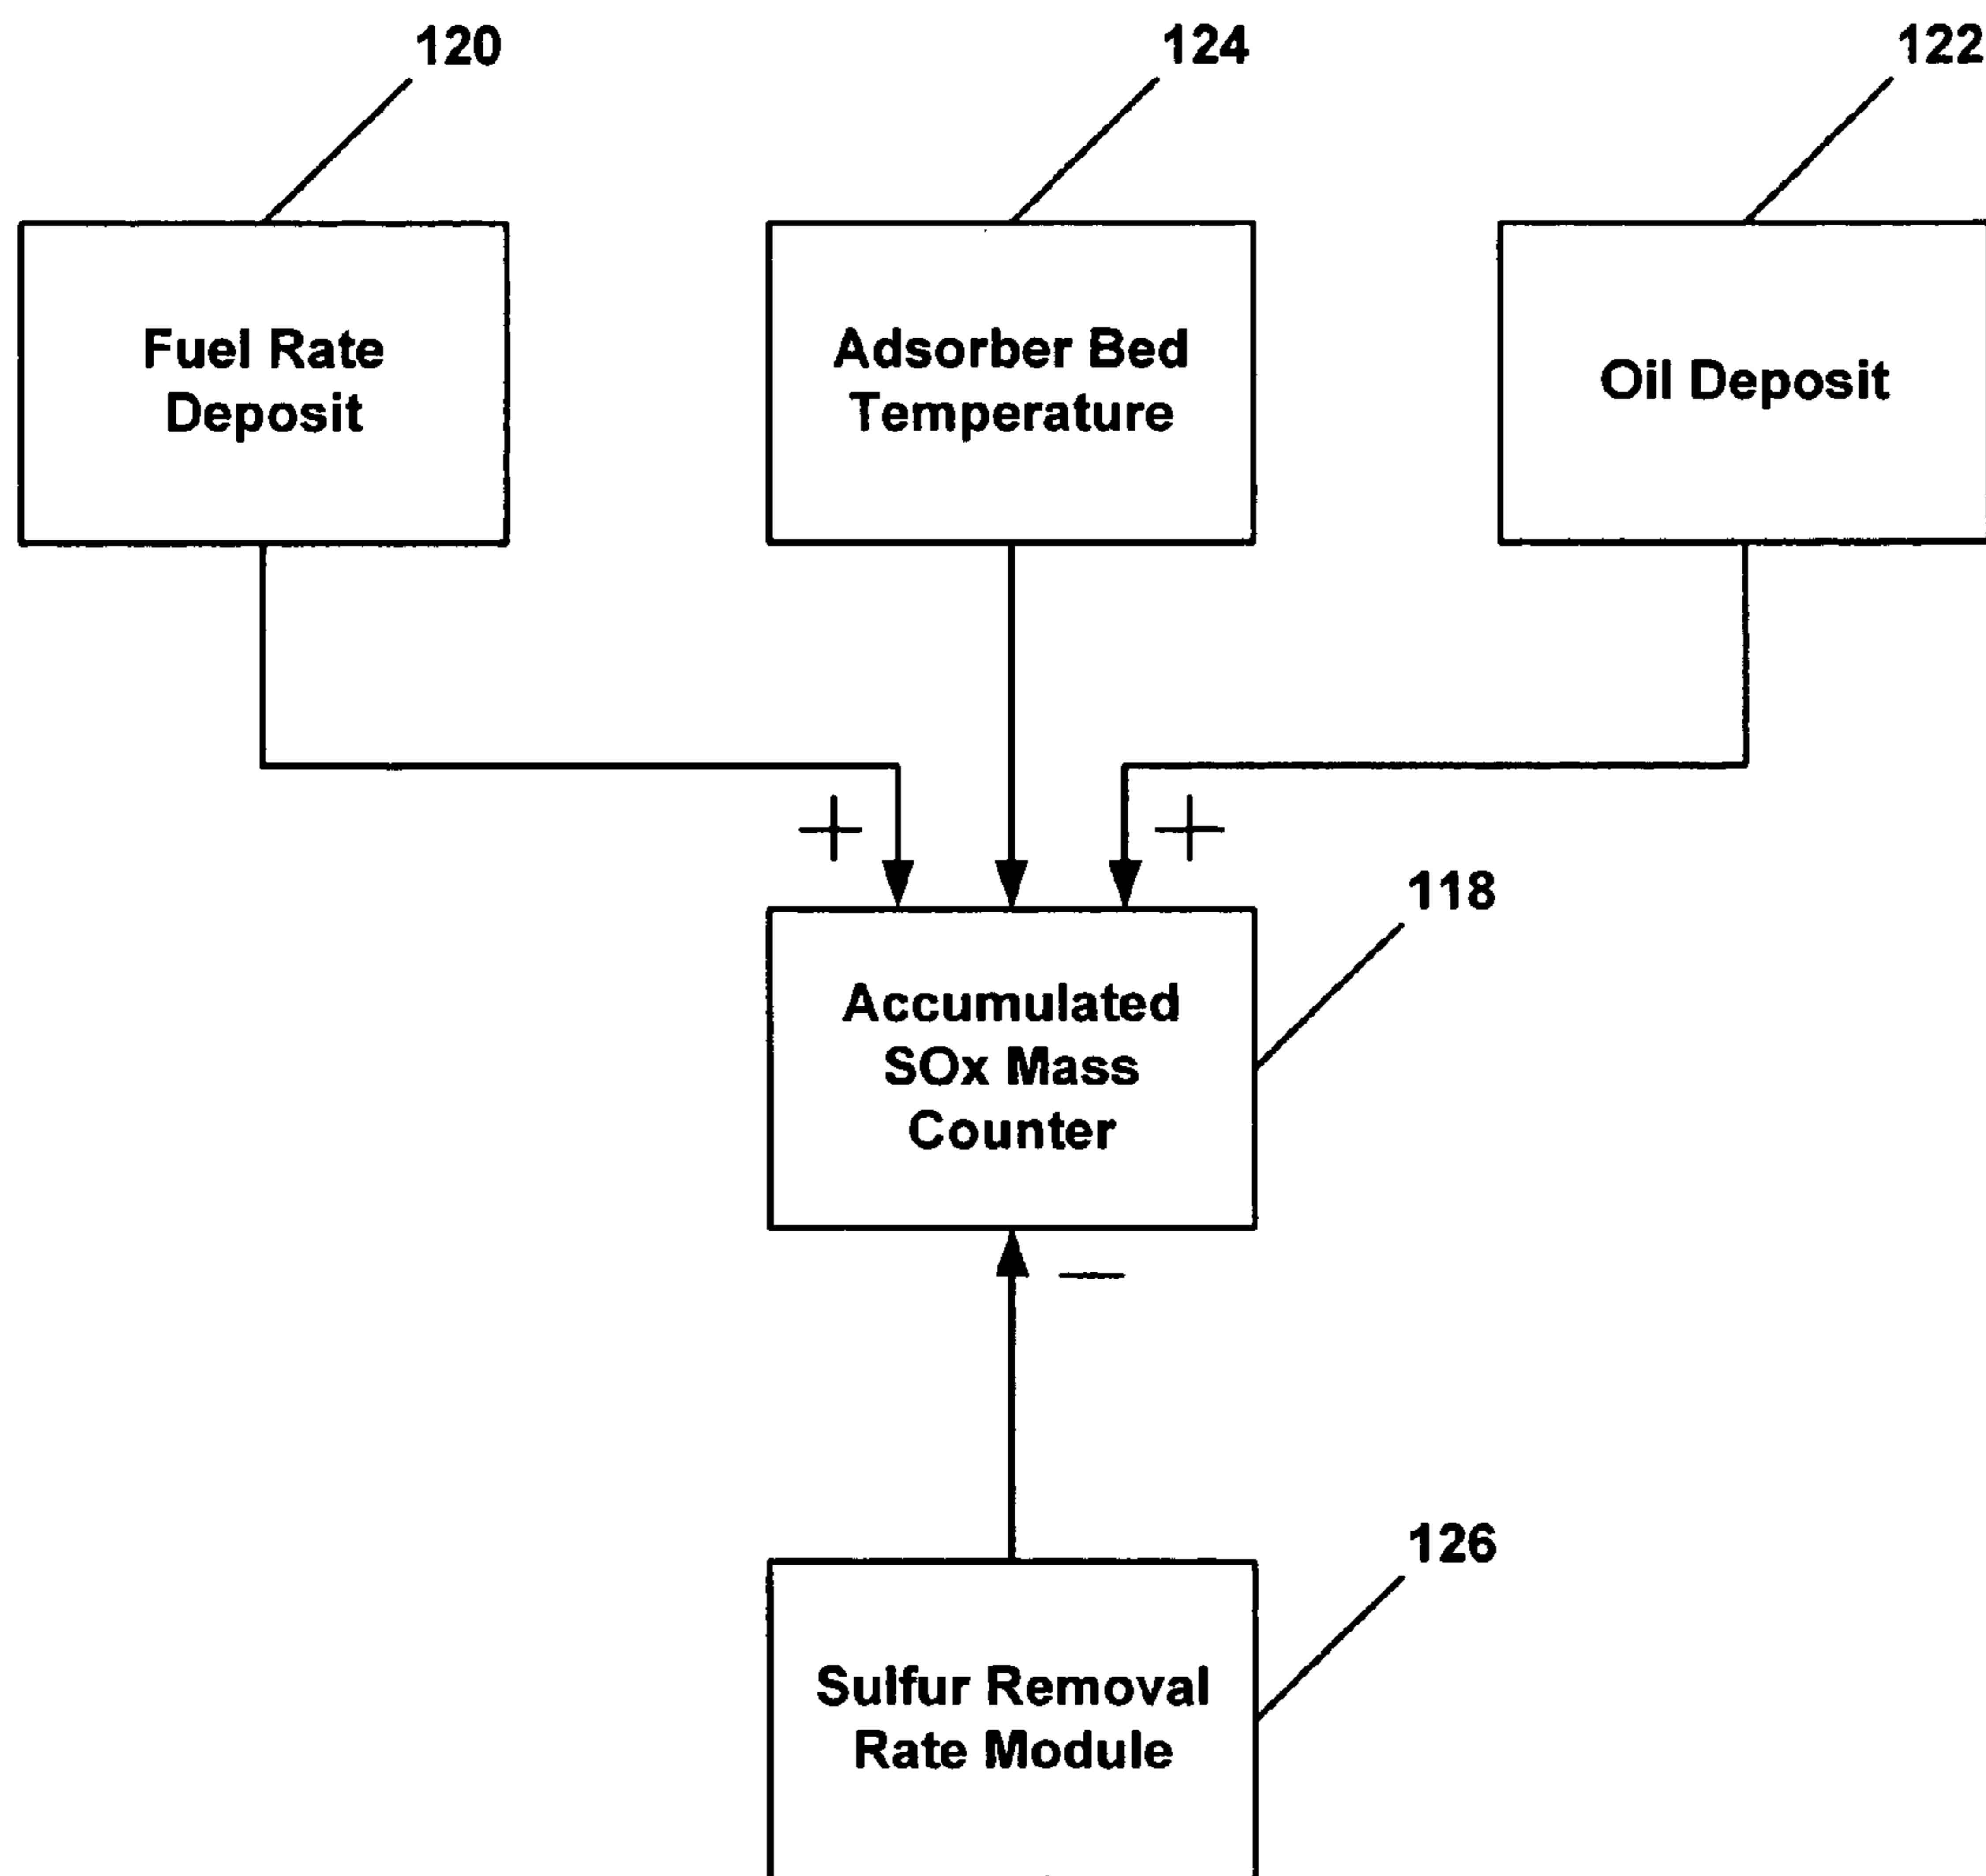 120
124
122
Fuel Rate
Deposit
Adsorber Bed
Temperature
Oil Deposit
+
+
118
Accumulated
SOx Mass
Counter
—
126
Sulfur Removal
Rate Module